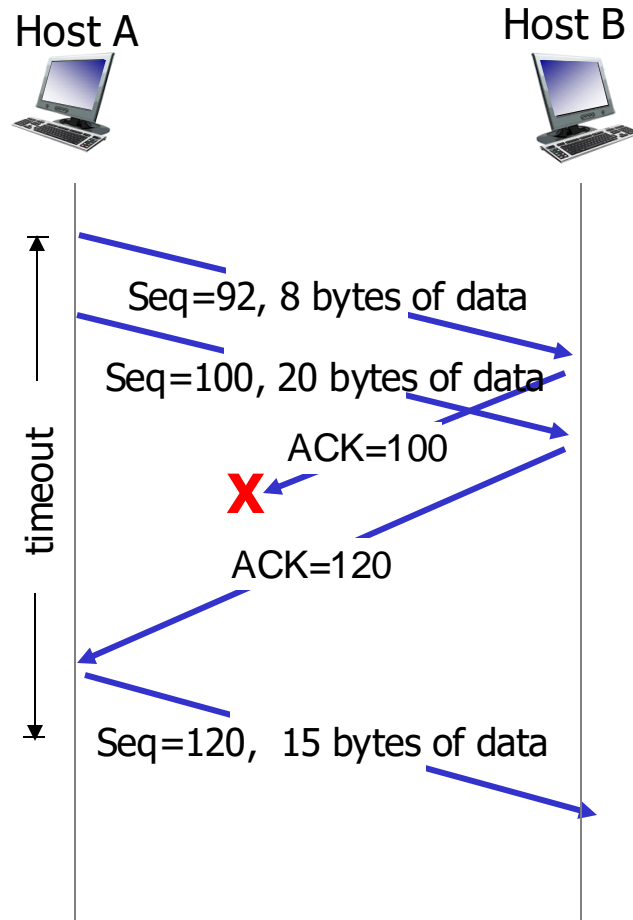 Host A
Host B
Seq=92, 8 bytes of data
Seq=100, 20 bytes of data
ACK=100
X
timeout
ACK=120
Seq=120, 15 bytes of data